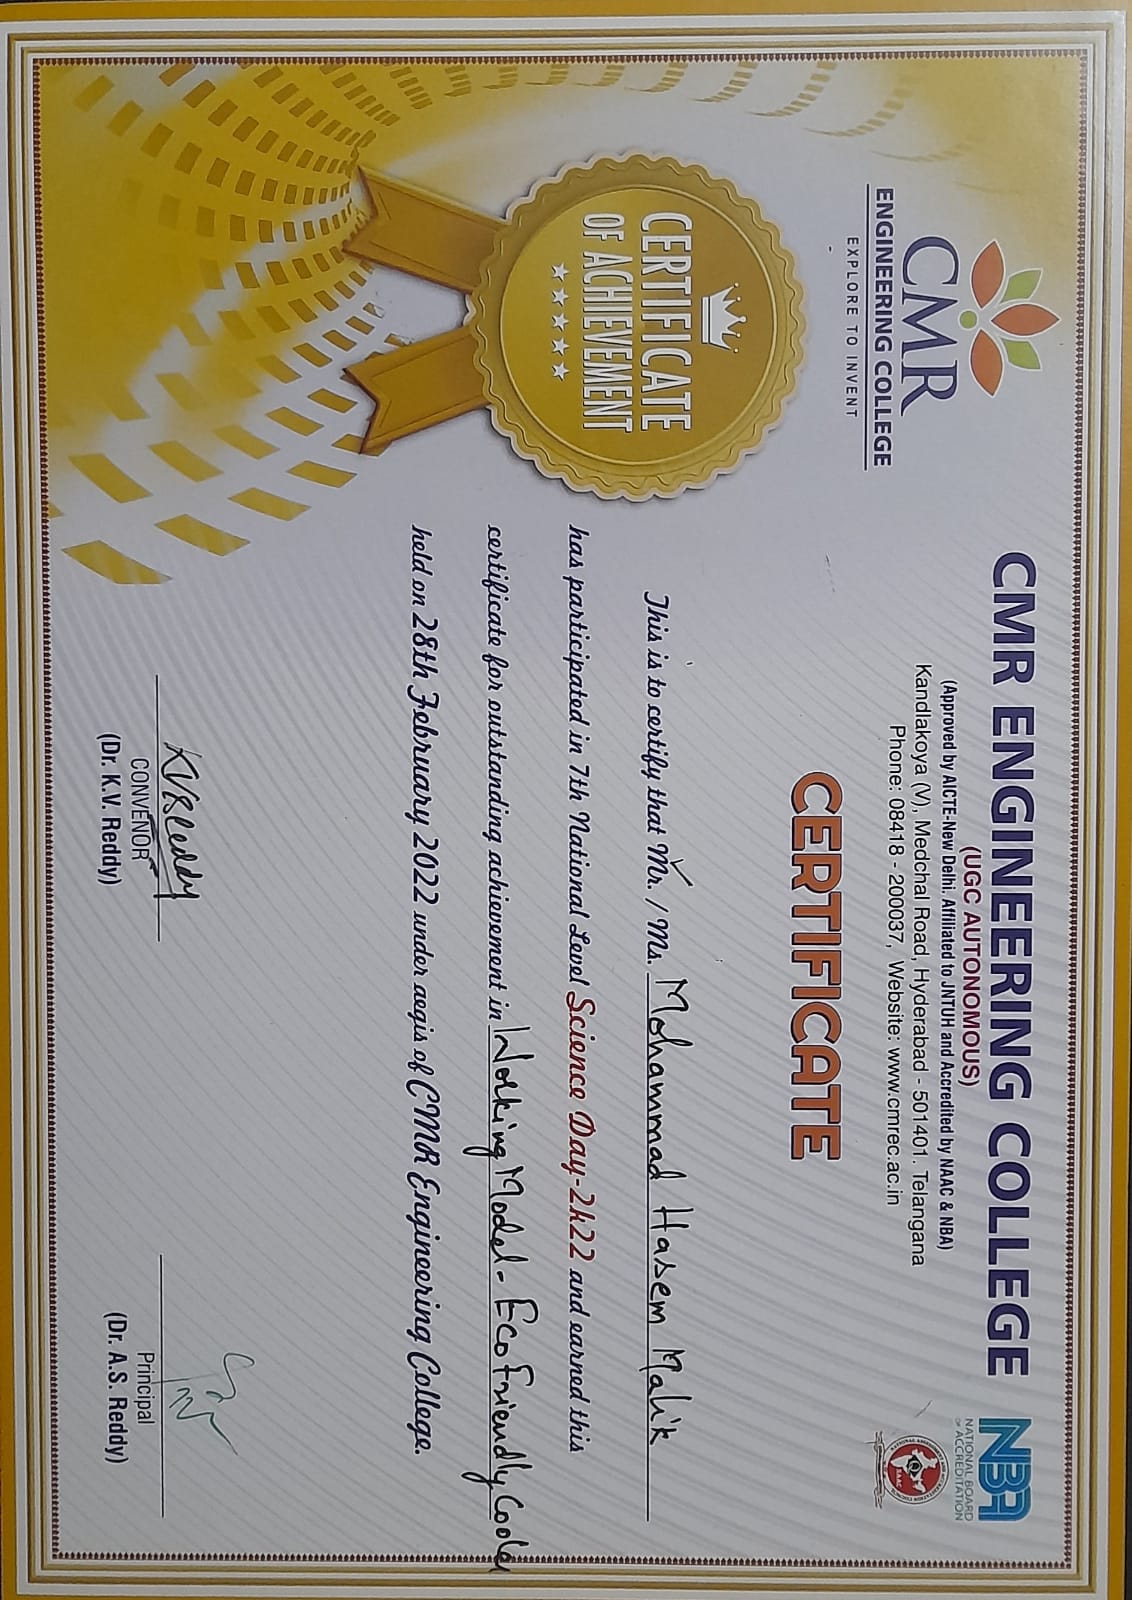 CMR
ENGINEERING COLLEGE
EXPLORE TO INVENT
CMR ENGINEERING COLLEGE
(UGC AUTONOMOUS)
(Approved by AICTE-New Delhi. Affiliated to JNTUH and Accredited by NAAC & NBA)
Kandlakoya (V), Medchal Road, Hyderabad - 501401. Telangana
Phone: 08418 - 200037, Website: www.cmrec.ac.in
NBA
NATIONAL BOARD
OF ACCREDITATION
NAAC
CERTIFICATE
CERTIFICATE
OF ACHIEVEMENT
This is to certify that Mr. / Ms. Mohammad Hasem Malik
has participated in 7th National Level Science Day-2k22 and earned this
certificate for outstanding achievement in Working Model - Eco Friendly Cooler
held on 28th February 2022 under aegis of CMR Engineering College.
KVSReddy
CONVENOR
(Dr. K.V. Reddy)
Principal
(Dr. A.S. Reddy)